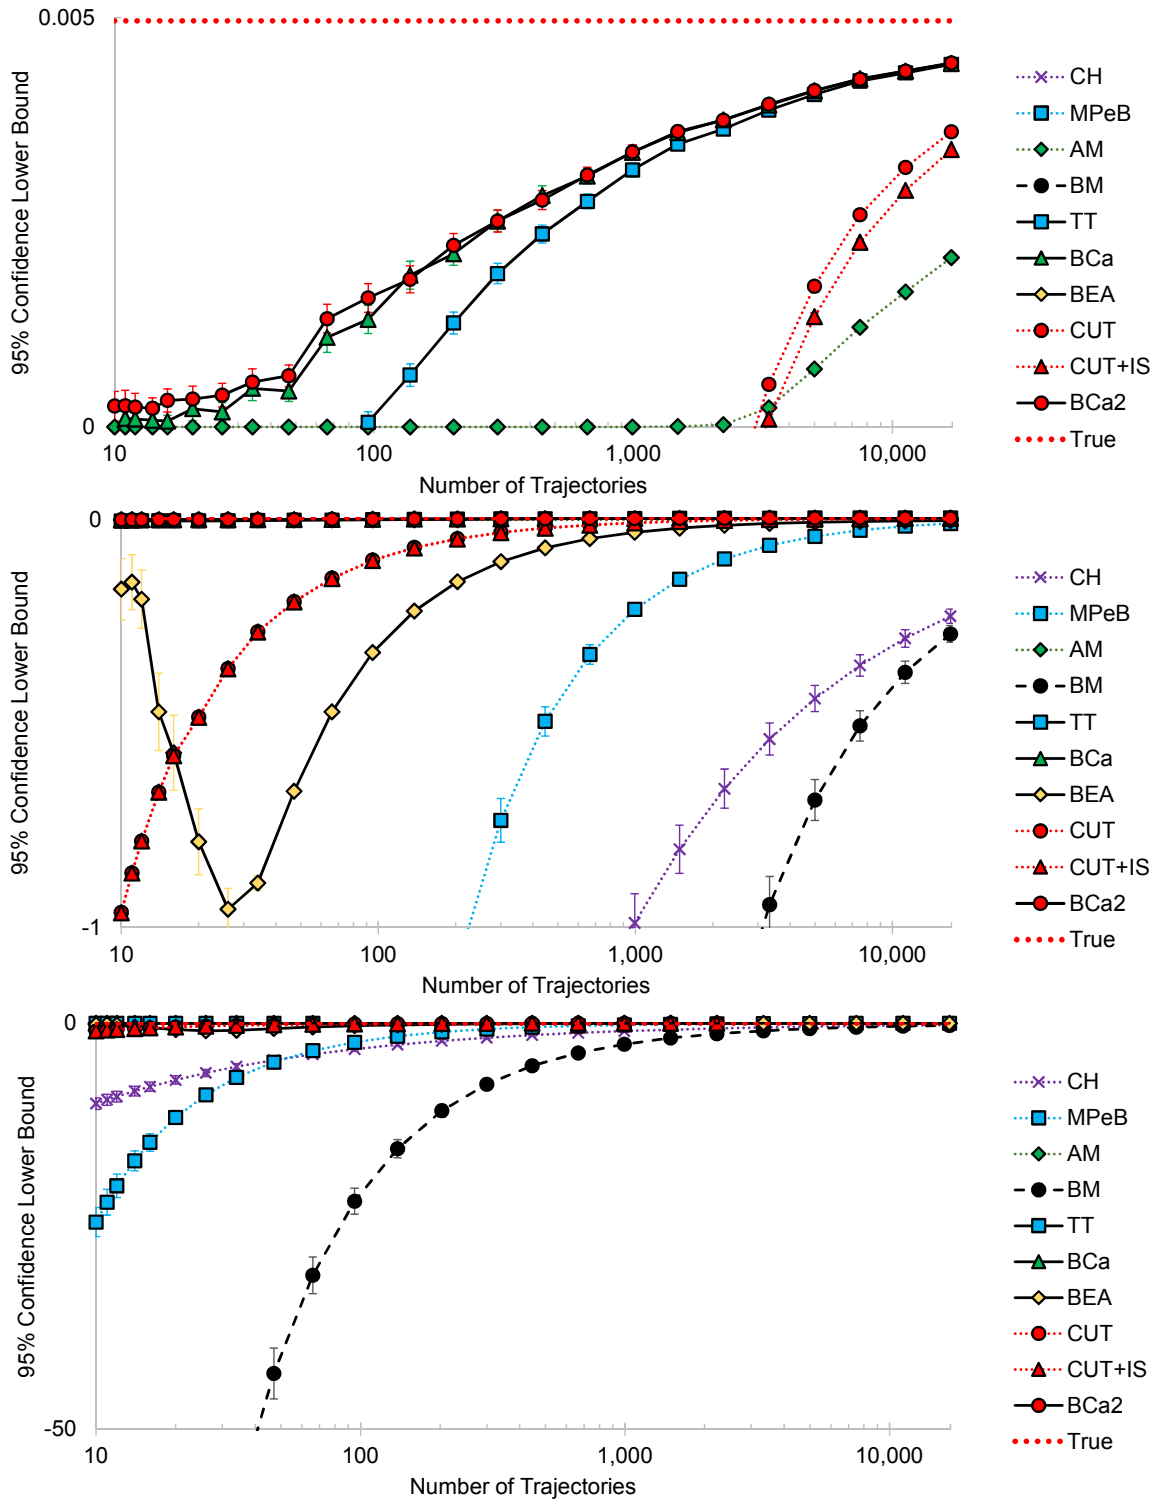 0.005
95% Confidence Lower Bound
0
10
100
1,000
10,000
Number of Trajectories
CH
MPeB
AM
BM
TT
BCa
BEA
CUT
CUT+IS
BCa2
True
0
95% Confidence Lower Bound
-1
10
100
1,000
10,000
Number of Trajectories
CH
MPeB
AM
BM
TT
BCa
BEA
CUT
CUT+IS
BCa2
True
0
95% Confidence Lower Bound
-50
10
100
1,000
10,000
Number of Trajectories
CH
MPeB
AM
BM
TT
BCa
BEA
CUT
CUT+IS
BCa2
True